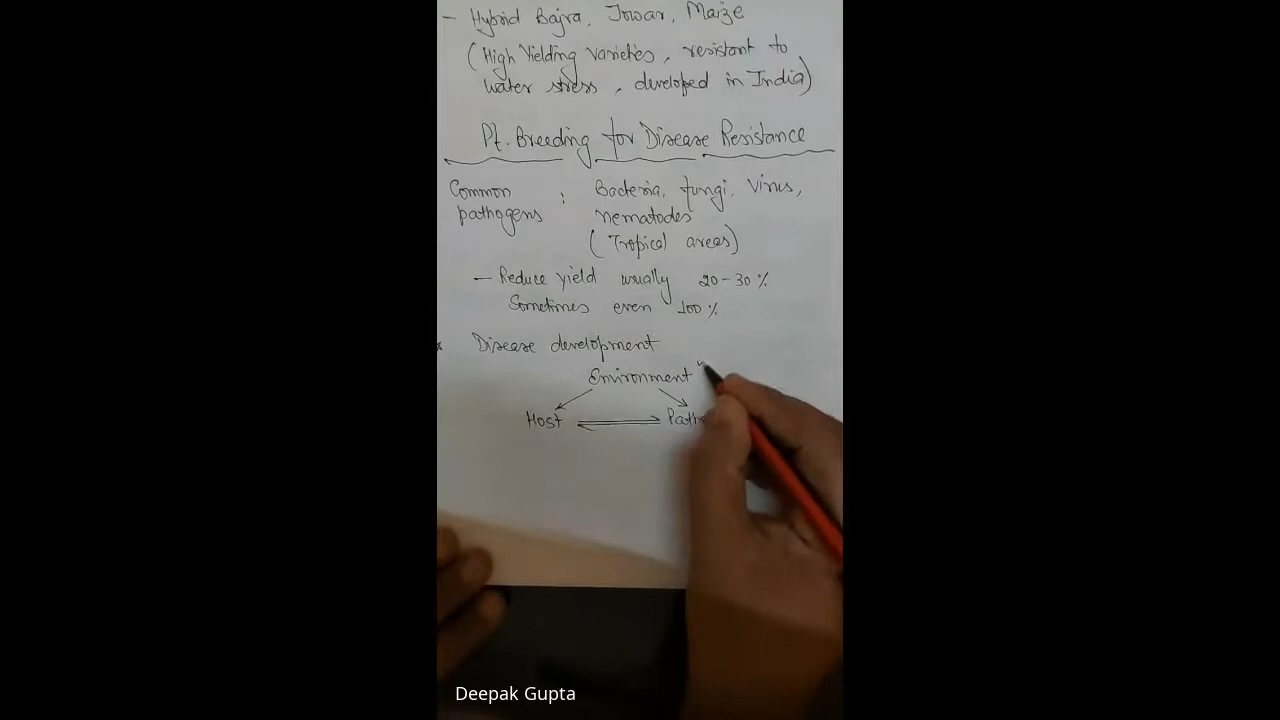 - Hybrid Bajra, Jowar, Maize
(High Yielding varieties, resistant to
water stress, developed in India)
Pt. Breeding for Disease Resistance
Common : Bacteria, fungi, Virus,
pathogens nematodes
(Tropical areas)
- Reduce yield usually 20-30%
Sometimes even 100%
* Disease development
Environment
Host
Deepak Gupta